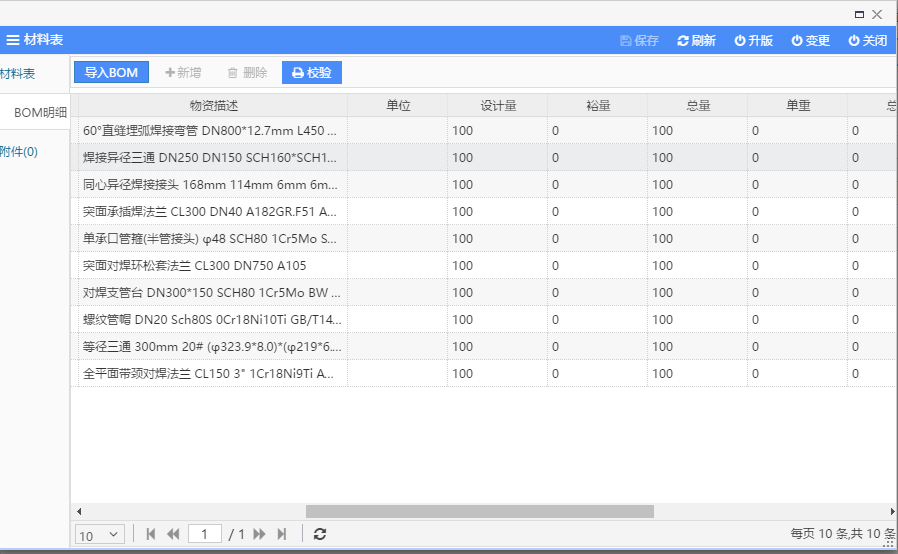 材料表
保存 刷新 升版 变更 关闭
材料表
BOM明细
附件(0)
导入BOM 新增 删除 校验
物资描述 单位 设计量 裕量 总量 单重 总
60°直缝埋弧焊接弯管 DN800*12.7mm L450 ... 100 0 100 0 0
焊接异径三通 DN250 DN150 SCH160*SCH1... 100 0 100 0 0
同心异径焊接接头 168mm 114mm 6mm 6m... 100 0 100 0 0
突面承插焊法兰 CL300 DN40 A182GR.F51 A... 100 0 100 0 0
单承口管箍(半管接头) φ48 SCH80 1Cr5Mo S... 100 0 100 0 0
突面对焊环松套法兰 CL300 DN750 A105 100 0 100 0 0
对焊支管台 DN300*150 SCH80 1Cr5Mo BW ... 100 0 100 0 0
螺纹管帽 DN20 Sch80S 0Cr18Ni10Ti GB/T14... 100 0 100 0 0
等径三通 300mm 20# (φ323.9*8.0)*(φ219*6.... 100 0 100 0 0
全平面带颈对焊法兰 CL150 3" 1Cr18Ni9Ti A... 100 0 100 0 0
10 1 / 1 每页 10 条,共 10 条